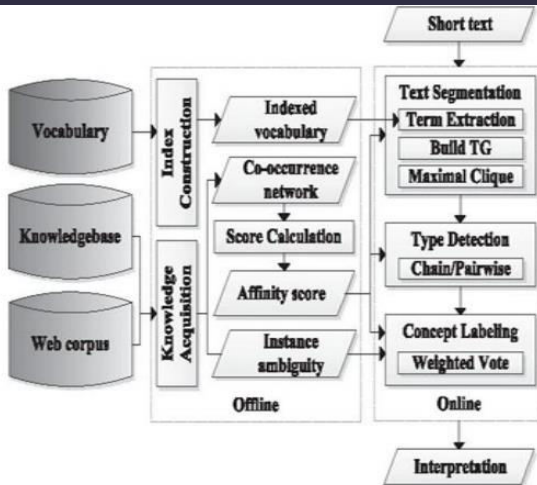 Short text
Vocabulary
Knowledgebase
Web corpus
Index
Construction
Knowledge
Acquisition
Indexed
vocabulary
Co-occurrence
network
Score Calculation
Affinity score
Instance
ambiguity
Offline
Text Segmentation
Term Extraction
Build TG
Maximal Clique
Type Detection
Chain/Pairwise
Concept Labeling
Weighted Vote
Online
Interpretation